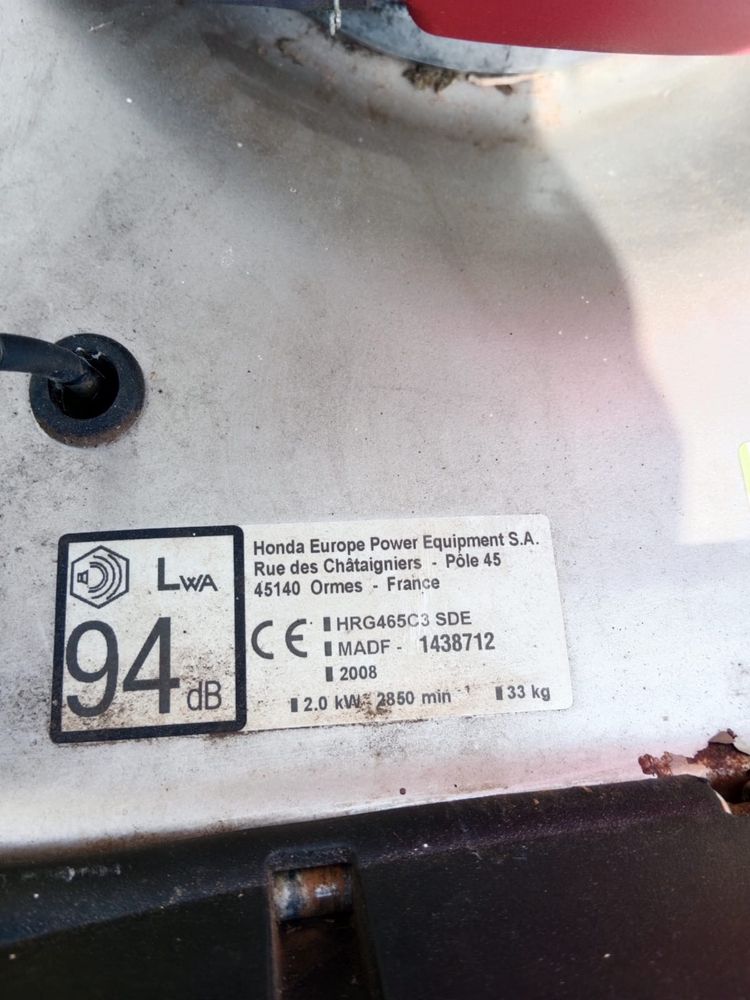 LWA
94 dB
Honda Europe Power Equipment S.A.
Rue des Châtaigniers - Pôle 45
45140 Ormes - France
CE
HRG465C3 SDE
MADF - 1438712
2008
2.0 kW - 2850 min⁻¹
33 kg